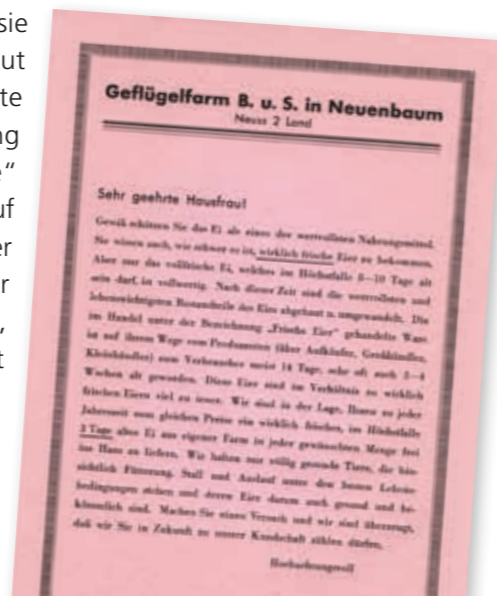 sie
ut
te
ng
"
uf
er
r
,
t
Geflügelfarm B. u. S. in Neuenbaum
Neuss 2 Land
Sehr geehrte Hausfrau!
Gewiß schätzen Sie das Ei als eines der wertvollsten Nahrungsmittel.
Sie wissen auch, wie schwer es ist, wirklich frische Eier zu bekommen.
Aber nur das vollfrische Ei, welches im Höchstfalle 8—10 Tage alt
sein darf, ist vollwertig. Nach dieser Zeit sind die wertvollsten und
lebenswichtigsten Bestandteile des Eies abgebaut u. umgewandelt. Die
im Handel unter der Bezeichnung „Frische Eier" gehandelte Ware
ist auf ihrem Wege vom Produzenten (über Aufkäufer, Großhändler,
Kleinhändler) zum Verbraucher meist 14 Tage, sehr oft auch 3—4
Wochen alt geworden. Diese Eier sind im Verhältnis zu wirklich
frischen Eiern viel zu teuer. Wir sind in der Lage, Ihnen zu jeder
Jahreszeit zum gleichen Preise ein wirklich frisches, im Höchstfalle
3 Tage altes Ei aus eigener Farm in jeder gewünschten Menge frei
ins Haus zu liefern. Wir halten nur völlig gesunde Tiere, die hin-
sichtlich Fütterung, Stall und Auslauf unter den besten Lebens-
bedingungen stehen und deren Eier darum auch gesund und be-
kömmlich sind. Machen Sie einen Versuch und wir sind überzeugt,
daß wir Sie in Zukunft zu unserer Kundschaft zählen dürfen.
Hochachtungsvoll